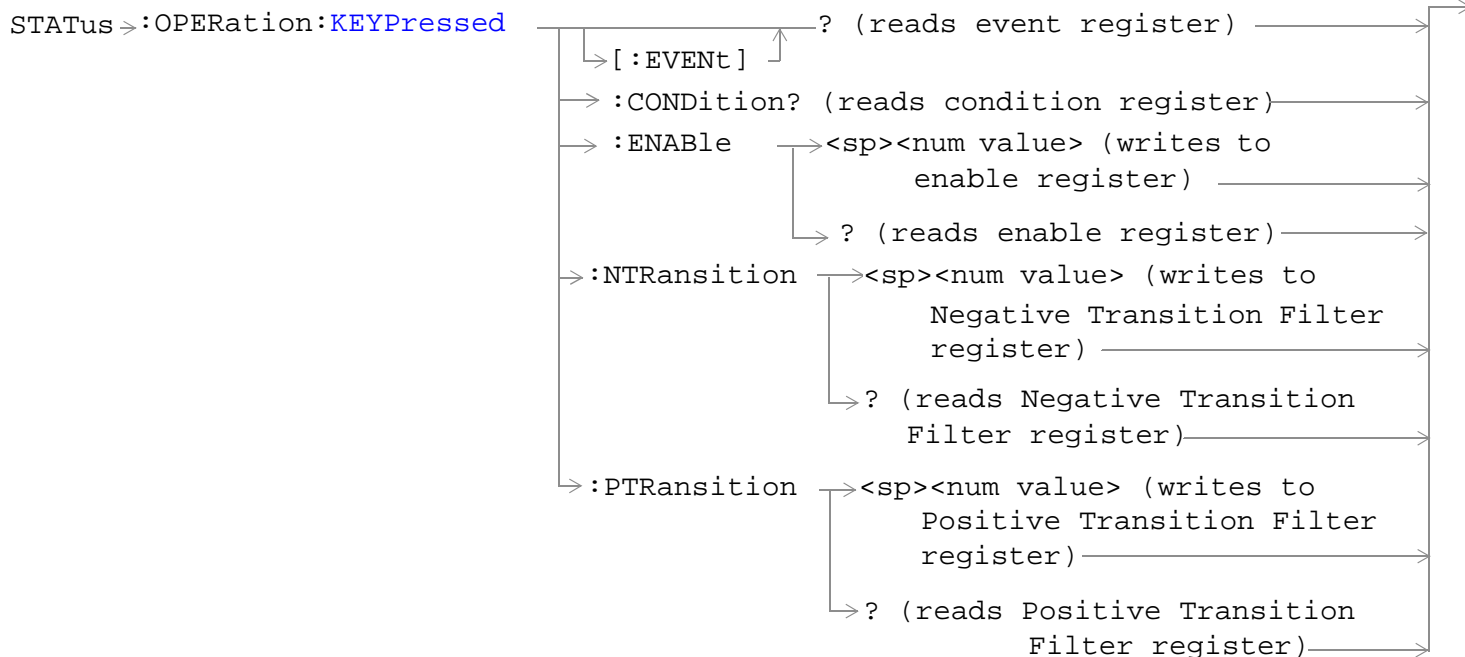 STATus :OPERation:KEYPressed ? (reads event register)
[:EVENt]
:CONDition? (reads condition register)
:ENABle <sp><num value> (writes to
enable register)
? (reads enable register)
:NTRansition <sp><num value> (writes to
Negative Transition Filter
register)
? (reads Negative Transition
Filter register)
:PTRansition <sp><num value> (writes to
Positive Transition Filter
register)
? (reads Positive Transition
Filter register)